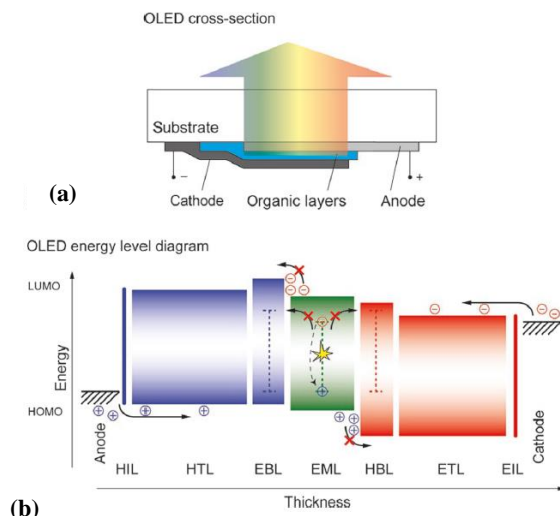 OLED cross-section
Substrate
− +
Cathode Organic layers Anode
(a)
OLED energy level diagram
LUMO
Energy
HOMO
Anode
Cathode
HIL HTL EBL EML HBL ETL EIL
Thickness
(b)